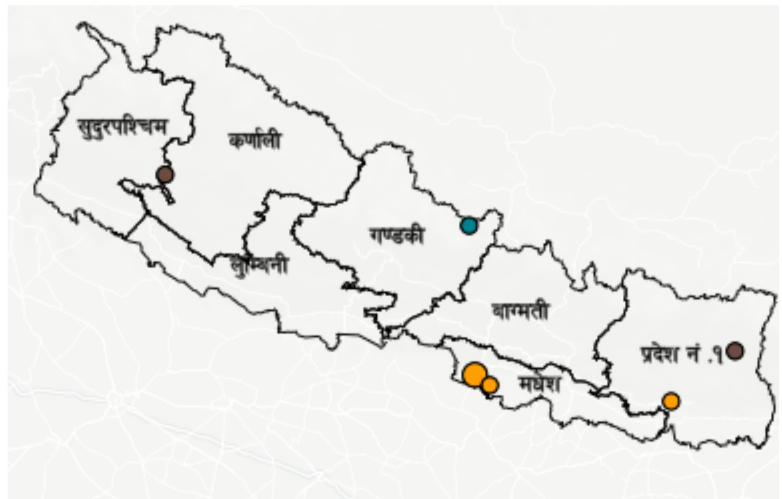 सुदुरपश्चिम
कर्णाली
गण्डकी
लुम्बिनी
बाग्मती
प्रदेश नं .१
मधेश